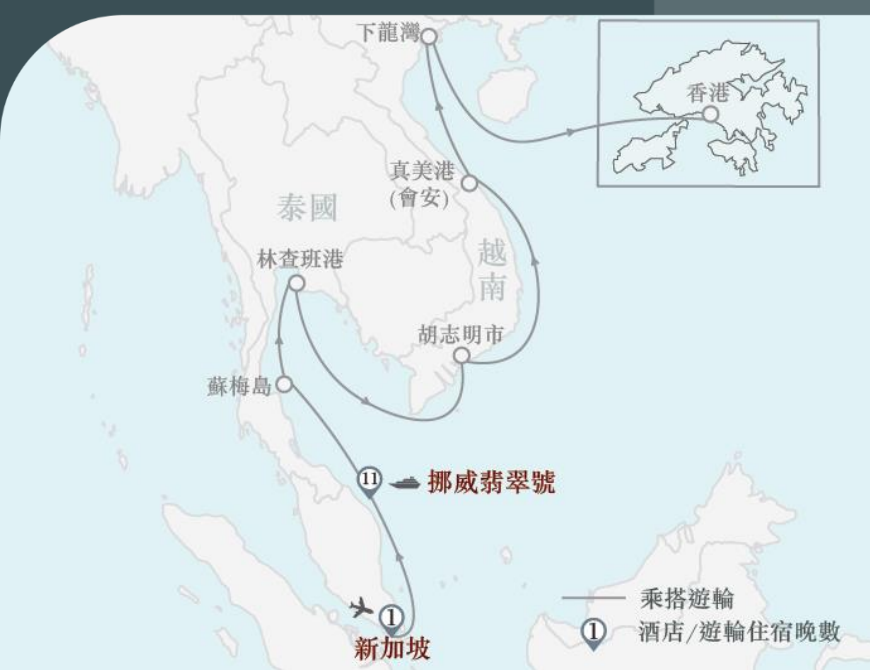 下龍灣
香港
真美港
(會安)
泰國
越
南
林查班港
胡志明市
蘇梅島
11
挪威翡翠號
1
新加坡
乘搭遊輪
1
酒店/遊輪住宿晚數